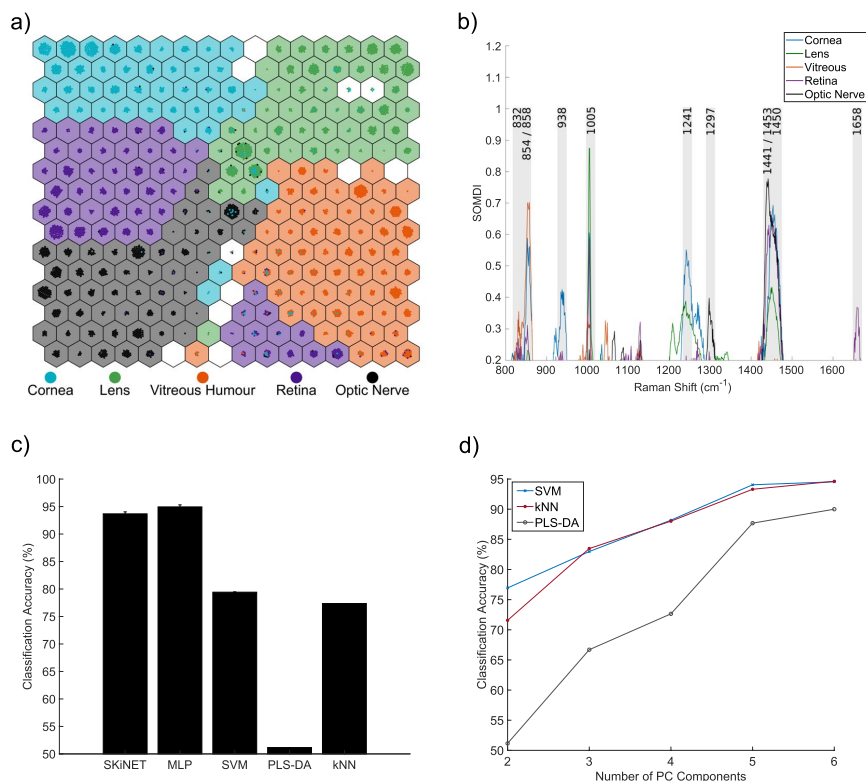 a)
Cornea Lens Vitreous Humour Retina Optic Nerve
b)
Cornea
Lens
Vitreous
Retina
Optic Nerve
1.2
1.1
1
0.9
0.8
0.7
0.6
0.5
0.4
0.3
0.2
SOMDI
832
854 / 858
938
1005
1241
1297
1441 / 1453
1450
1658
800 900 1000 1100 1200 1300 1400 1500 1600
Raman Shift (cm-1)
c)
100
95
90
85
80
75
70
65
60
55
50
Classification Accuracy (%)
SKiNET MLP SVM PLS-DA kNN
d)
SVM
kNN
PLS-DA
95
90
85
80
75
70
65
60
55
50
Classification Accuracy (%)
2 3 4 5 6
Number of PC Components